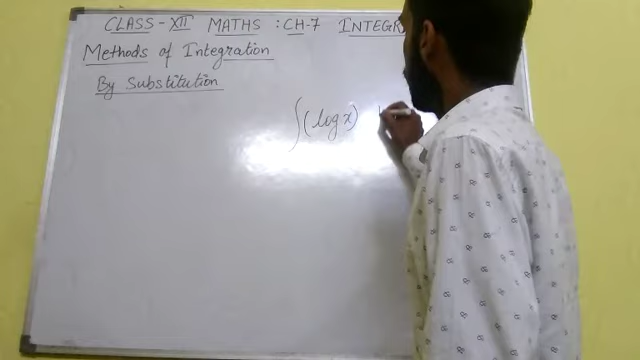 CLASS-XII MATHS : CH-7 INTEGR
Methods of Integration
By Substitution
∫(log x)